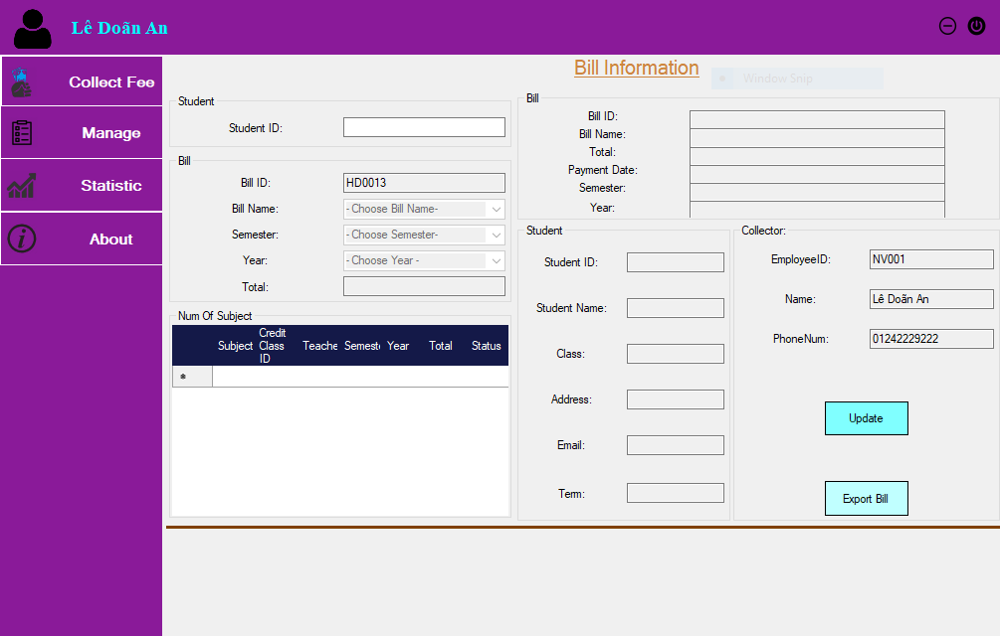 Lê Doãn An
Collect Fee
Manage
Statistic
About
Bill Information
Window Snip
Student
Student ID:
Bill
Bill ID:
HD0013
Bill Name:
- Choose Bill Name-
Semester:
- Choose Semester-
Year:
- Choose Year -
Total:
Num Of Subject
Subject
Credit
Class
ID
Teache
Semeste
Year
Total
Status
Bill
Bill ID:
Bill Name:
Total:
Payment Date:
Semester:
Year:
Student
Student ID:
Student Name:
Class:
Address:
Email:
Term:
Collector:
EmployeeID:
NV001
Name:
Lê Doãn An
PhoneNum:
01242229222
Update
Export Bill